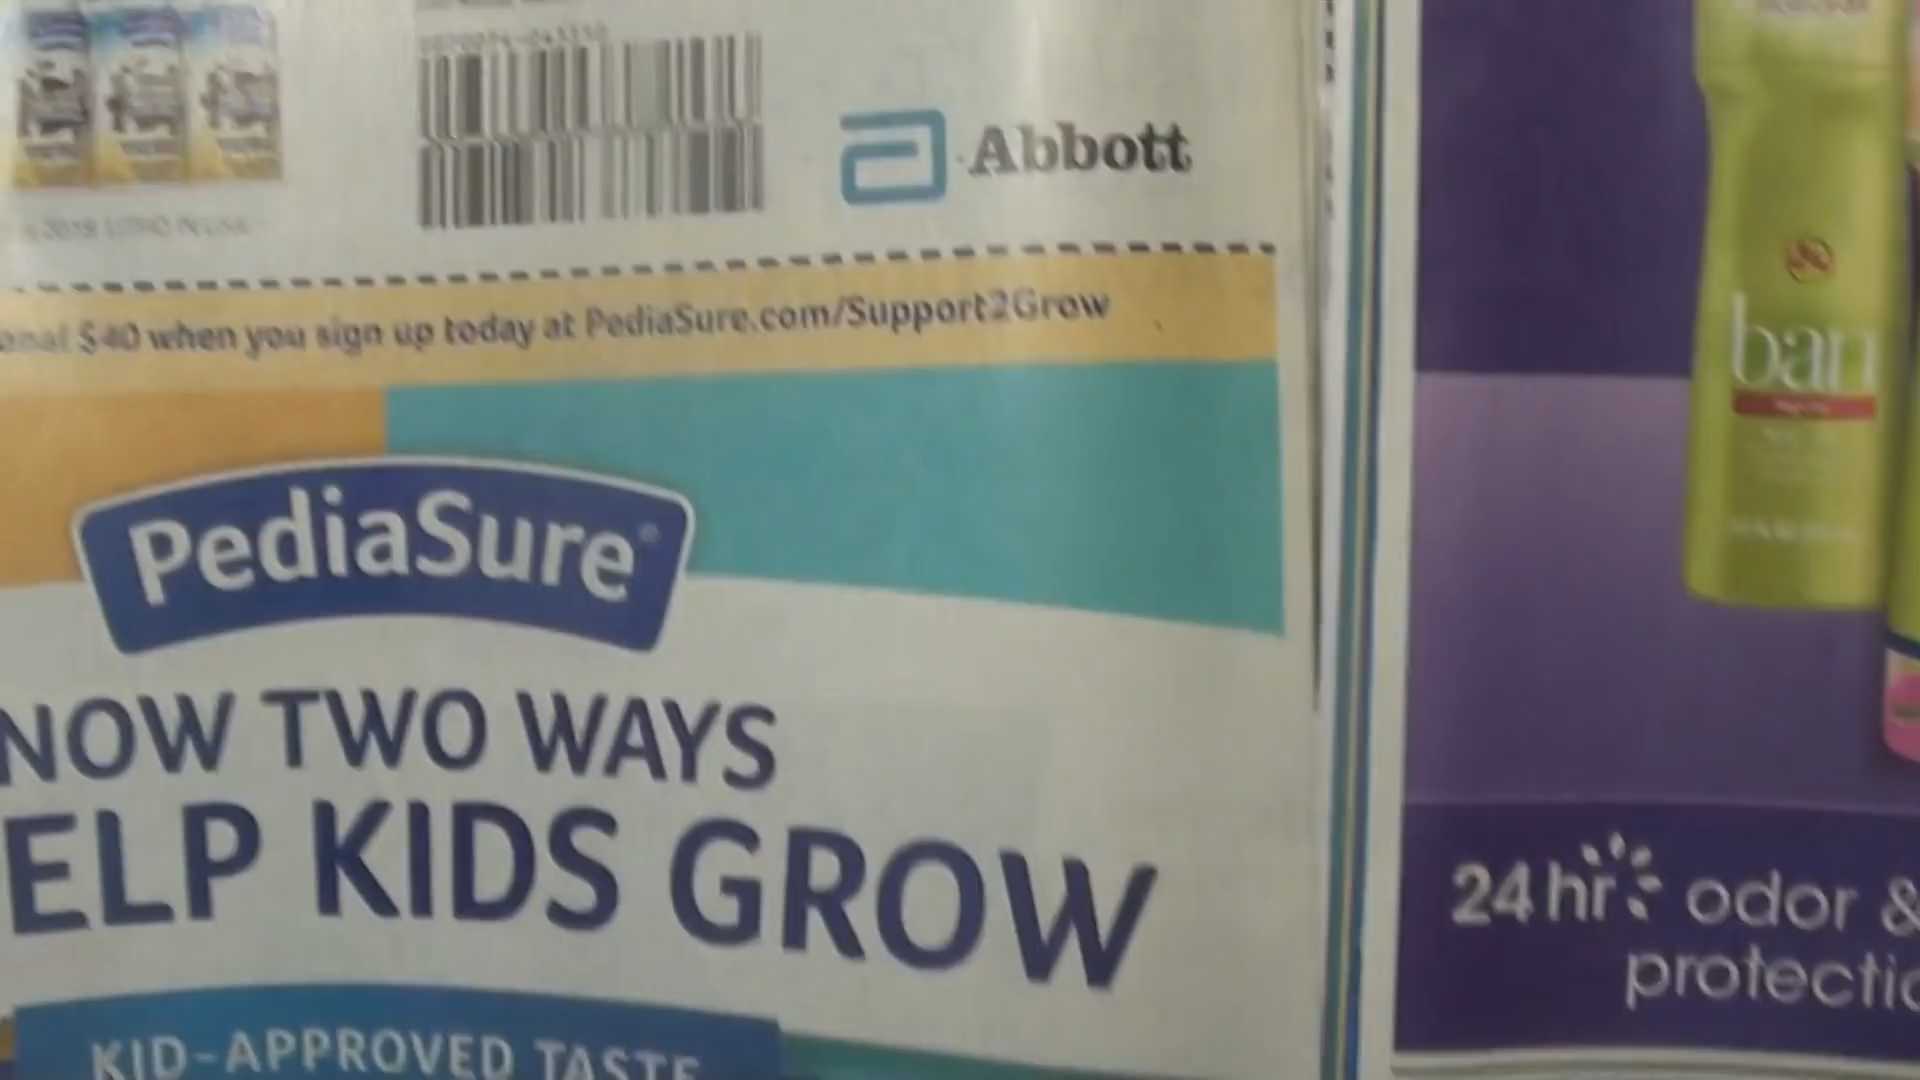 Abbott
$40 when you sign up today at PediaSure.com/Support2Grow
PediaSure®
NOW TWO WAYS
ELP KIDS GROW
KID-APPROVED TASTE
ban
24 hr odor &
protectio